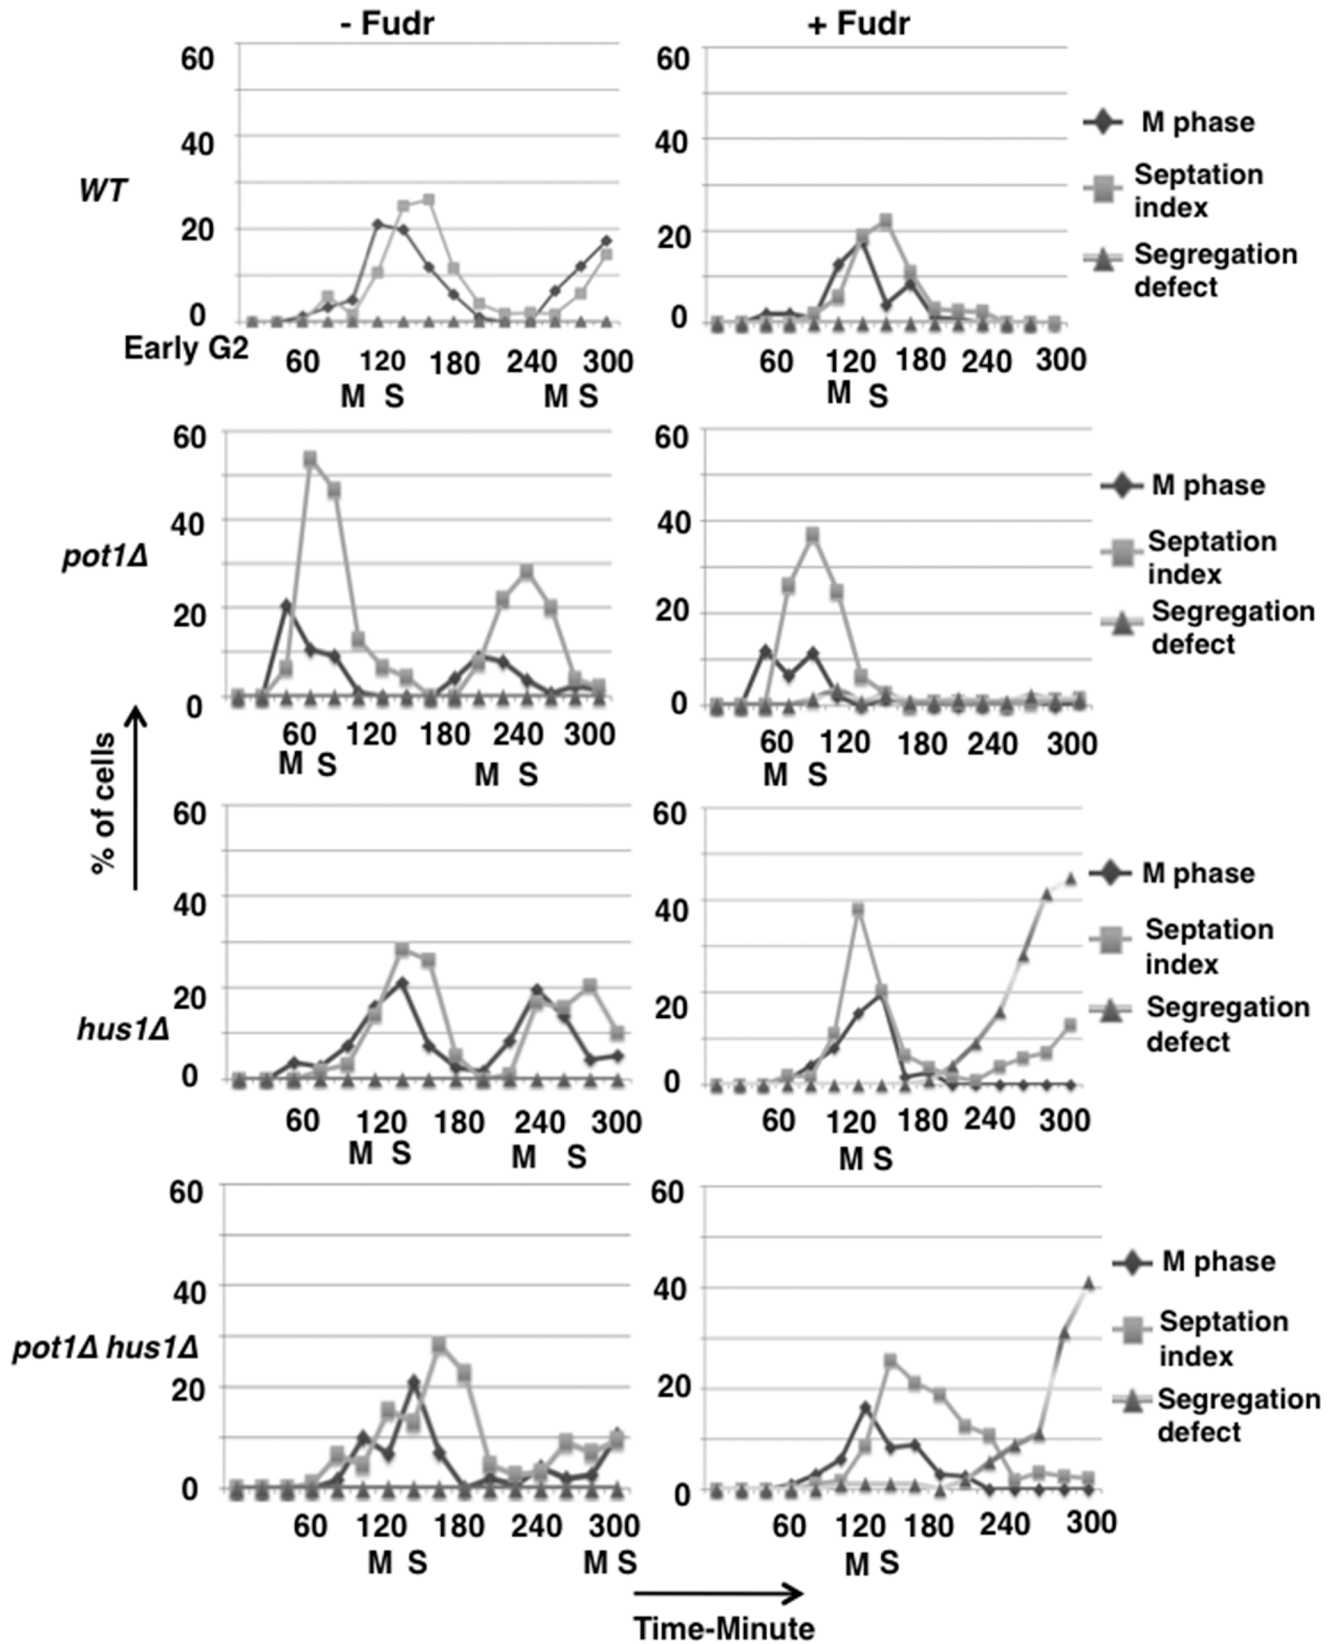 - Fudr
+ Fudr
WT
60
40
20
0
Early G2 60 120 180 240 300
M S M S
60
40
20
0
60 120 180 240 300
M S
M phase
Septation
index
Segregation
defect
pot1Δ
60
40
20
0
60 120 180 240 300
M S M S
60
40
20
0
60 120 180 240 300
M S
M phase
Septation
index
Segregation
defect
% of cells
hus1Δ
60
40
20
0
60 120 180 240 300
M S M S
60
40
20
0
60 120 180 240 300
M S
M phase
Septation
index
Segregation
defect
pot1Δ hus1Δ
60
40
20
0
60 120 180 240 300
M S M S
60
40
20
0
60 120 180 240 300
M S
M phase
Septation
index
Segregation
defect
Time-Minute